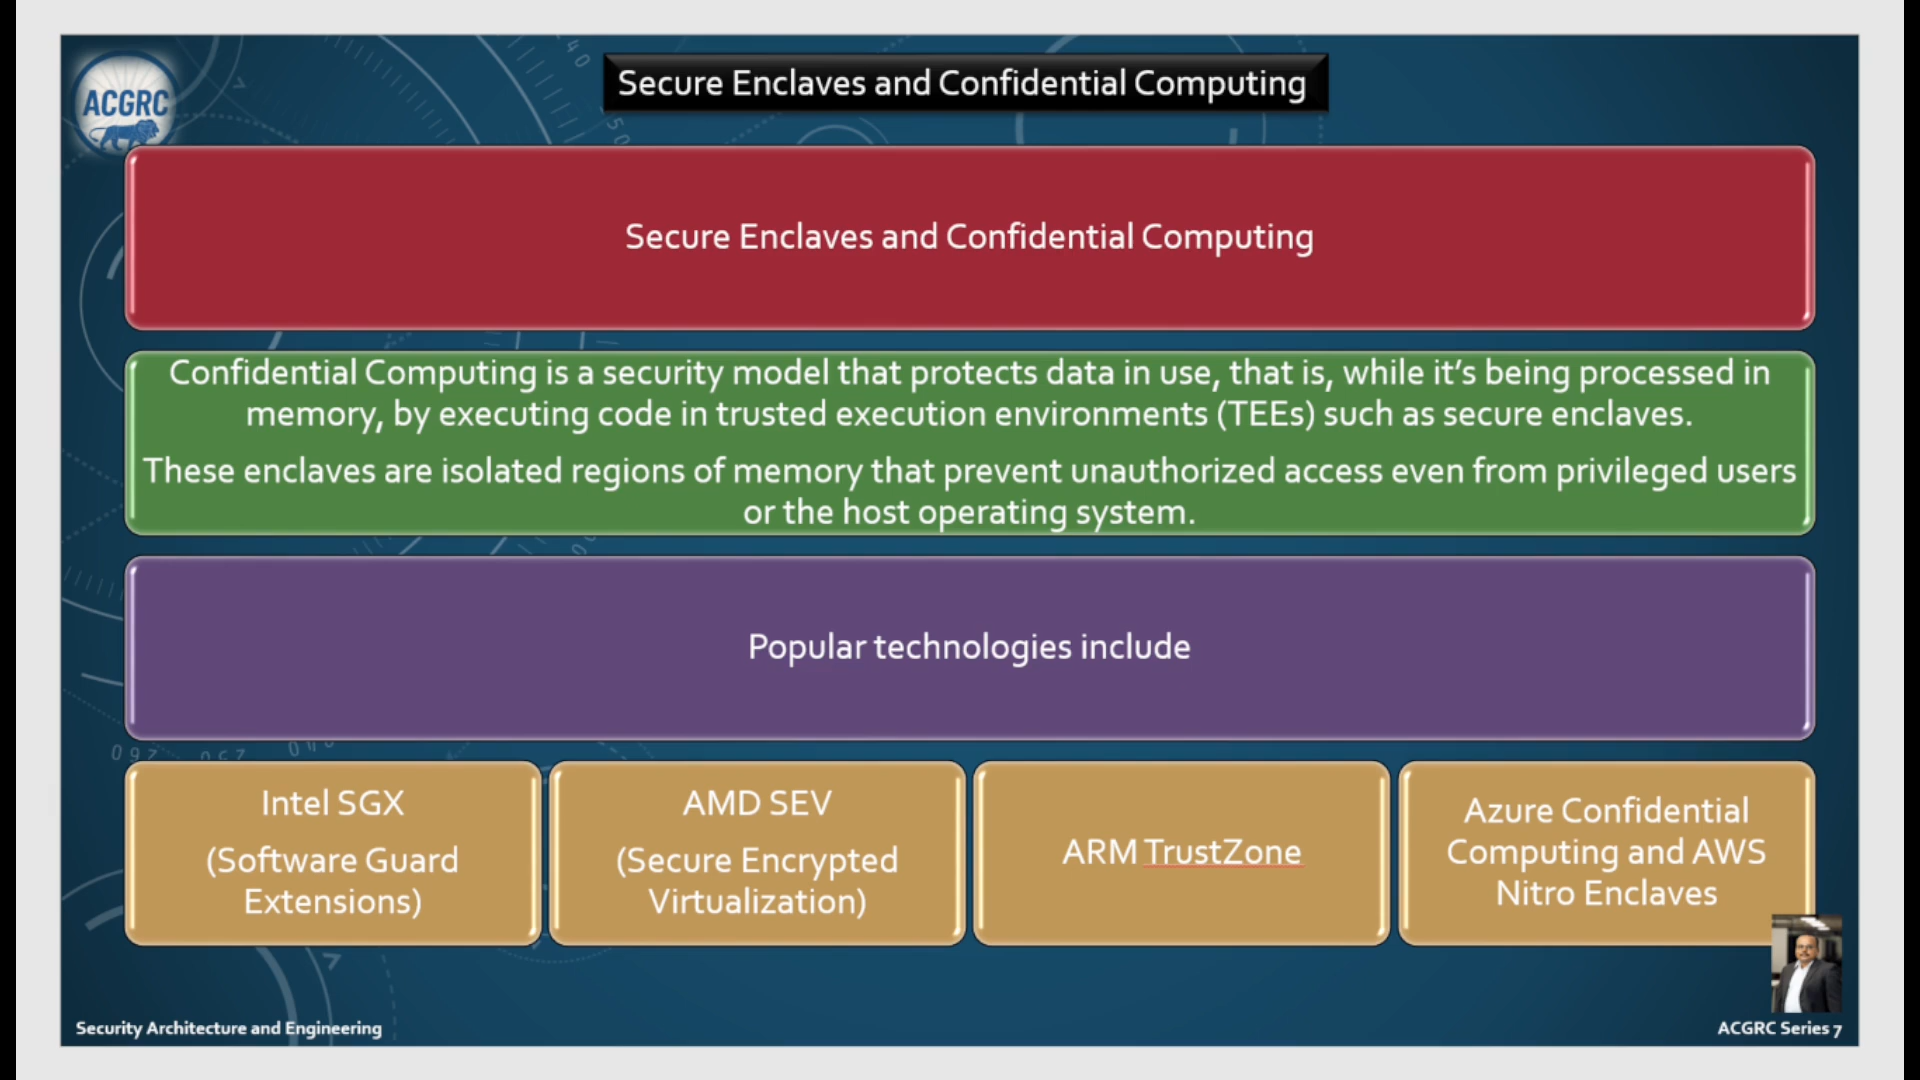 ACGRC
Secure Enclaves and Confidential Computing
Secure Enclaves and Confidential Computing
Confidential Computing is a security model that protects data in use, that is, while it’s being processed in
memory, by executing code in trusted execution environments (TEEs) such as secure enclaves.
These enclaves are isolated regions of memory that prevent unauthorized access even from privileged users
or the host operating system.
Popular technologies include
Intel SGX
(Software Guard
Extensions)
AMD SEV
(Secure Encrypted
Virtualization)
ARM TrustZone
Azure Confidential
Computing and AWS
Nitro Enclaves
Security Architecture and Engineering
ACGRC Series 7